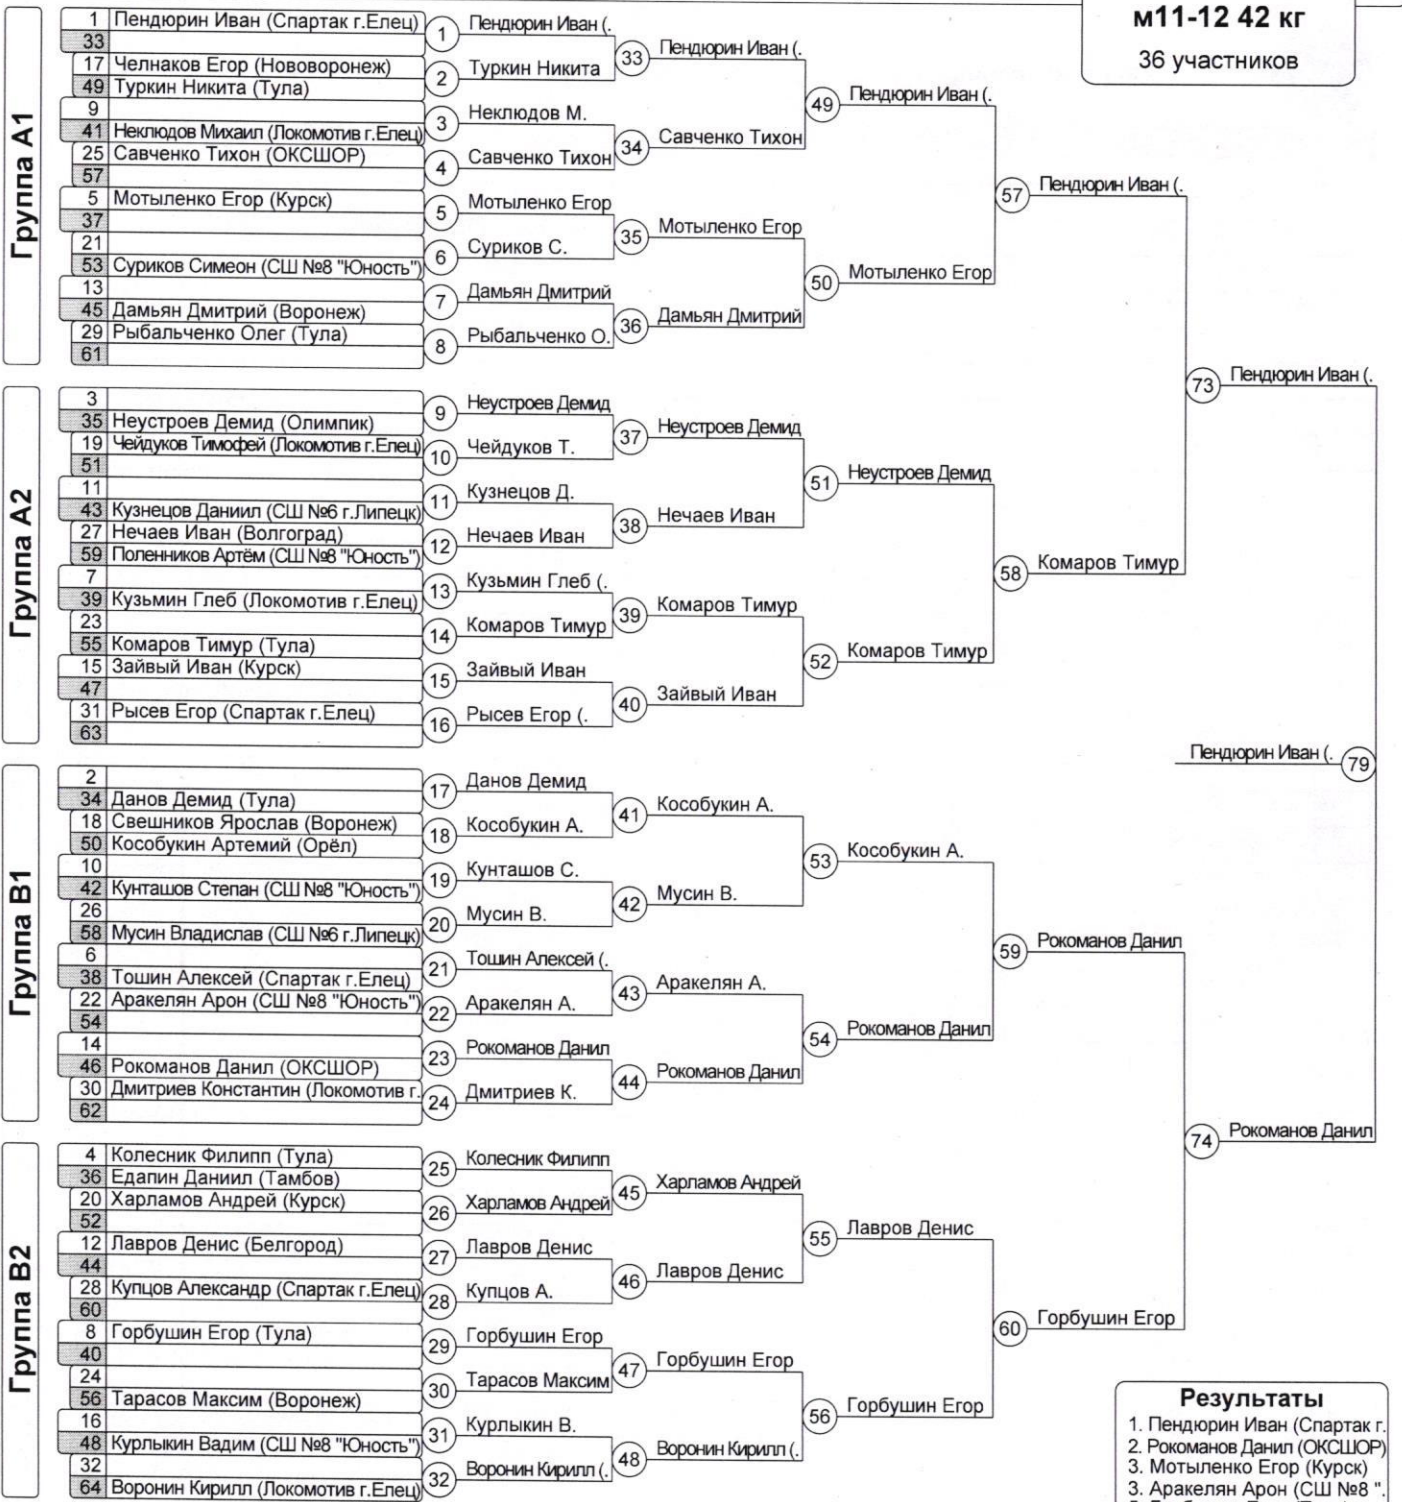 м11-12 42 кг
36 участников
Группа А1
1 Пендюрин Иван (Спартак г.Елец)
33
17 Челнаков Егор (Нововоронеж)
49 Туркин Никита (Тула)
9
41 Неклюдов Михаил (Локомотив г.Елец)
25 Савченко Тихон (ОКСШОР)
57
5 Мотыленко Егор (Курск)
37
21
53 Суриков Симеон (СШ №8 "Юность")
13
45 Дамьян Дмитрий (Воронеж)
29 Рыбальченко Олег (Тула)
61
1 Пендюрин Иван (.
2 Туркин Никита
3 Неклюдов М.
4 Савченко Тихон
5 Мотыленко Егор
6 Суриков С.
7 Дамьян Дмитрий
8 Рыбальченко О.
33 Пендюрин Иван (.
34 Савченко Тихон
35 Мотыленко Егор
36 Дамьян Дмитрий
49 Пендюрин Иван (.
50 Мотыленко Егор
57 Пендюрин Иван (.
Группа А2
3
35 Неустроев Демид (Олимпик)
19 Чейдуков Тимофей (Локомотив г.Елец)
51
11
43 Кузнецов Даниил (СШ №6 г.Липецк)
27 Нечаев Иван (Волгоград)
59 Поленников Артём (СШ №8 "Юность")
7
39 Кузьмин Глеб (Локомотив г.Елец)
23
55 Комаров Тимур (Тула)
15 Зайвый Иван (Курск)
47
31 Рысев Егор (Спартак г.Елец)
63
9 Неустроев Демид
10 Чейдуков Т.
11 Кузнецов Д.
12 Нечаев Иван
13 Кузьмин Глеб (.
14 Комаров Тимур
15 Зайвый Иван
16 Рысев Егор (.
37 Неустроев Демид
38 Нечаев Иван
39 Комаров Тимур
40 Зайвый Иван
51 Неустроев Демид
52 Комаров Тимур
58 Комаров Тимур
73 Пендюрин Иван (.
Группа В1
2
34 Данов Демид (Тула)
18 Свешников Ярослав (Воронеж)
50 Кособукин Артемий (Орёл)
10
42 Кунташов Степан (СШ №8 "Юность")
26
58 Мусин Владислав (СШ №6 г.Липецк)
6
38 Тошин Алексей (Спартак г.Елец)
22 Аракелян Арон (СШ №8 "Юность")
54
14
46 Рокоманов Данил (ОКСШОР)
30 Дмитриев Константин (Локомотив г.
62
17 Данов Демид
18 Кособукин А.
19 Кунташов С.
20 Мусин В.
21 Тошин Алексей (.
22 Аракелян А.
23 Рокоманов Данил
24 Дмитриев К.
41 Кособукин А.
42 Мусин В.
43 Аракелян А.
44 Рокоманов Данил
53 Кособукин А.
54 Рокоманов Данил
59 Рокоманов Данил
Группа В2
4 Колесник Филипп (Тула)
36 Едапин Даниил (Тамбов)
20 Харламов Андрей (Курск)
52
12 Лавров Денис (Белгород)
44
28 Купцов Александр (Спартак г.Елец)
60
8 Горбушин Егор (Тула)
40
24
56 Тарасов Максим (Воронеж)
16
48 Курлыкин Вадим (СШ №8 "Юность")
32
64 Воронин Кирилл (Локомотив г.Елец)
25 Колесник Филипп
26 Харламов Андрей
27 Лавров Денис
28 Купцов А.
29 Горбушин Егор
30 Тарасов Максим
31 Курлыкин В.
32 Воронин Кирилл (.
45 Харламов Андрей
46 Лавров Денис
47 Горбушин Егор
48 Воронин Кирилл (.
55 Лавров Денис
56 Горбушин Егор
60 Горбушин Егор
74 Рокоманов Данил
Пендюрин Иван (. 79
Результаты
1. Пендюрин Иван (Спартак г.
2. Рокоманов Данил (ОКСШОР)
3. Мотыленко Егор (Курск)
3. Аракелян Арон (СШ №8 ".